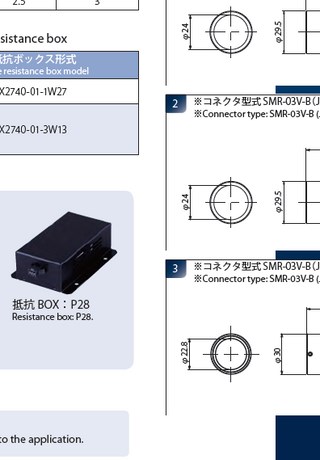 2.5 3
sistance box
抵抗ボックス形式
e resistance box model
X2740-01-1W27
X2740-01-3W13
抵抗 BOX：P28
Resistance box: P28.
to the application.
φ24
φ29.5
2
※コネクタ型式 SMR-03V-B（J
※Connector type: SMR-03V-B (J
φ24
φ29.5
3
※コネクタ型式 SMR-03V-B（J
※Connector type: SMR-03V-B (J
φ22.8
φ30